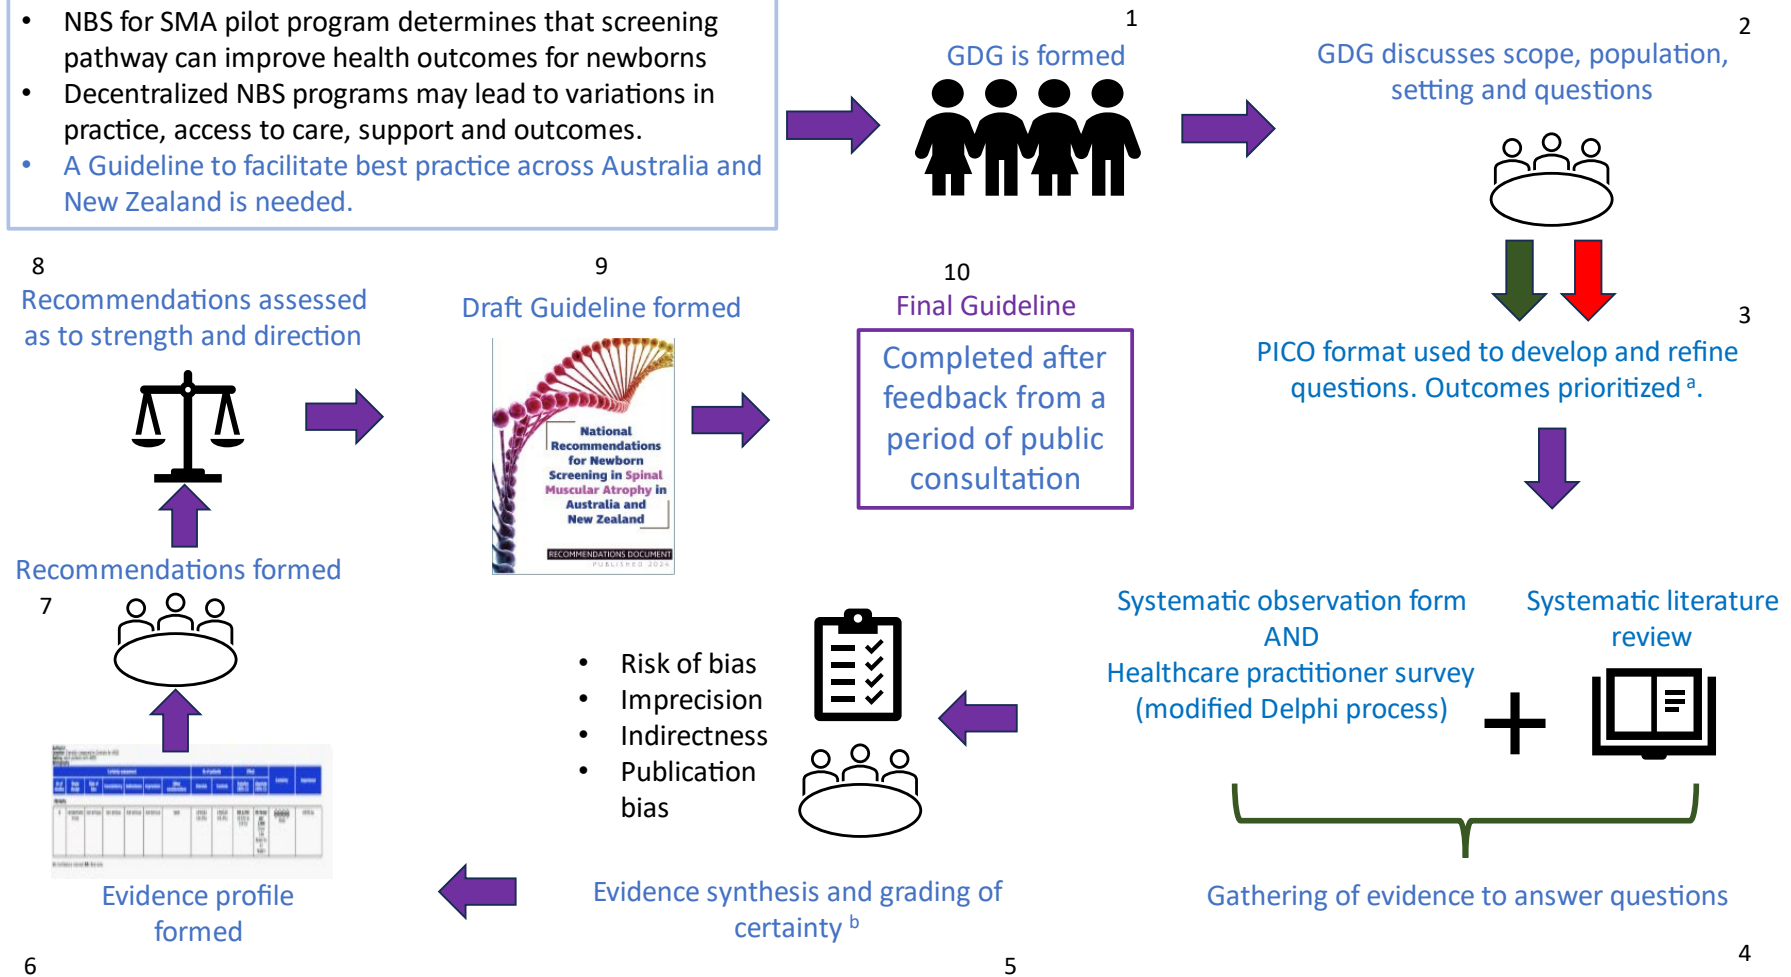 • NBS for SMA pilot program determines that screening
pathway can improve health outcomes for newborns
• Decentralized NBS programs may lead to variations in
practice, access to care, support and outcomes.
• A Guideline to facilitate best practice across Australia and
New Zealand is needed.
1
GDG is formed
2
GDG discusses scope, population,
setting and questions
3
PICO format used to develop and refine
questions. Outcomes prioritized a.
Systematic observation form
AND
Healthcare practitioner survey
(modified Delphi process)
+
Systematic literature
review
Gathering of evidence to answer questions
4
• Risk of bias
• Imprecision
• Indirectness
• Publication
bias
Evidence synthesis and grading of
certainty b
5
Evidence profile
formed
6
Recommendations formed
7
8
Recommendations assessed
as to strength and direction
9
Draft Guideline formed
National
Recommendations
for Newborn
Screening in Spinal
Muscular Atrophy in
Australia and
New Zealand
RECOMMENDATIONS DOCUMENT
PUBLISHED 2024
10
Final Guideline
Completed after
feedback from a
period of public
consultation